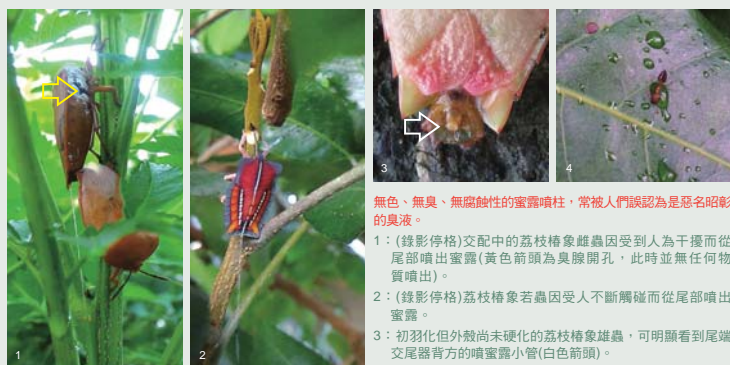 1
2
3
4
無色、無臭、無腐蝕性的蜜露噴柱，常被人們誤認為是惡名昭彰
的臭液。
1：(錄影停格)交配中的荔枝椿象雌蟲因受到人為干擾而從
尾部噴出蜜露(黃色箭頭為臭腺開孔，此時並無任何物
質噴出)。
2：(錄影停格)荔枝椿象若蟲因受人不斷觸碰而從尾部噴出
蜜露。
3：初羽化但外殼尚未硬化的荔枝椿象雄蟲，可明顯看到尾端
交尾器背方的噴蜜露小管(白色箭頭)。